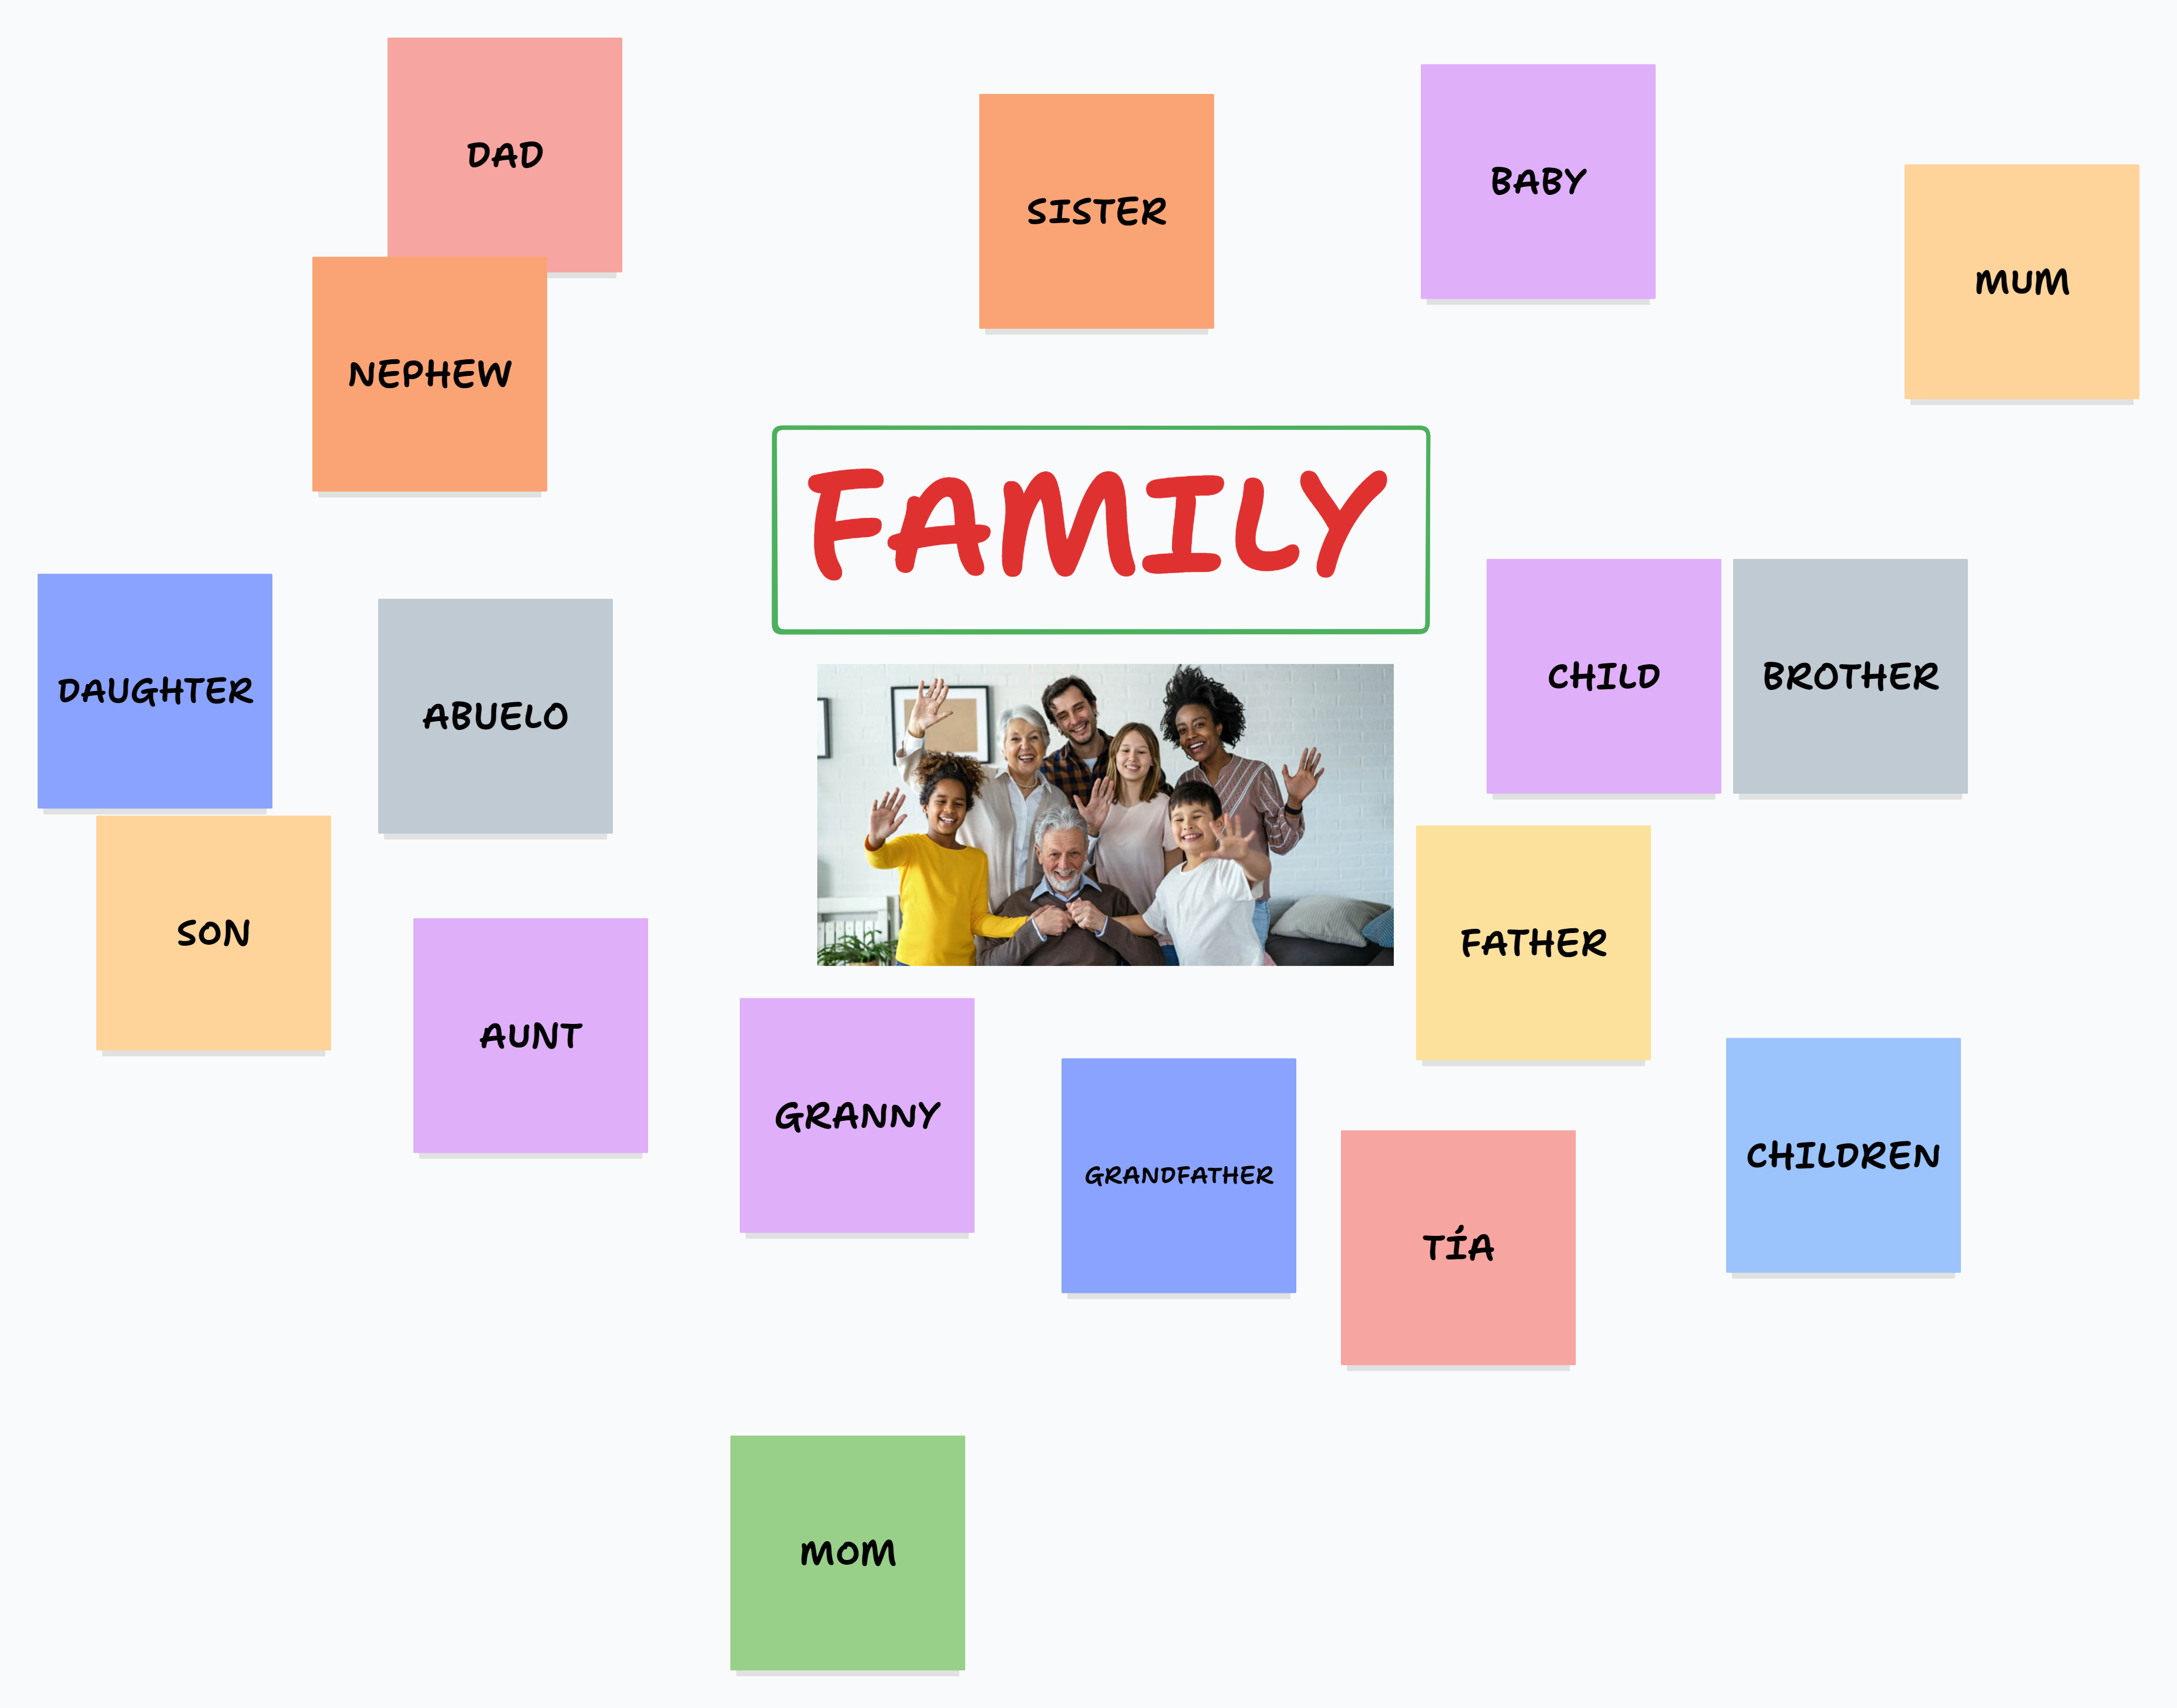 DAD
SISTER
BABY
MUM
NEPHEW
FAMILY
DAUGHTER
ABUELO
CHILD
BROTHER
SON
FATHER
AUNT
GRANNY
GRANDFATHER
CHILDREN
TÍA
MOM